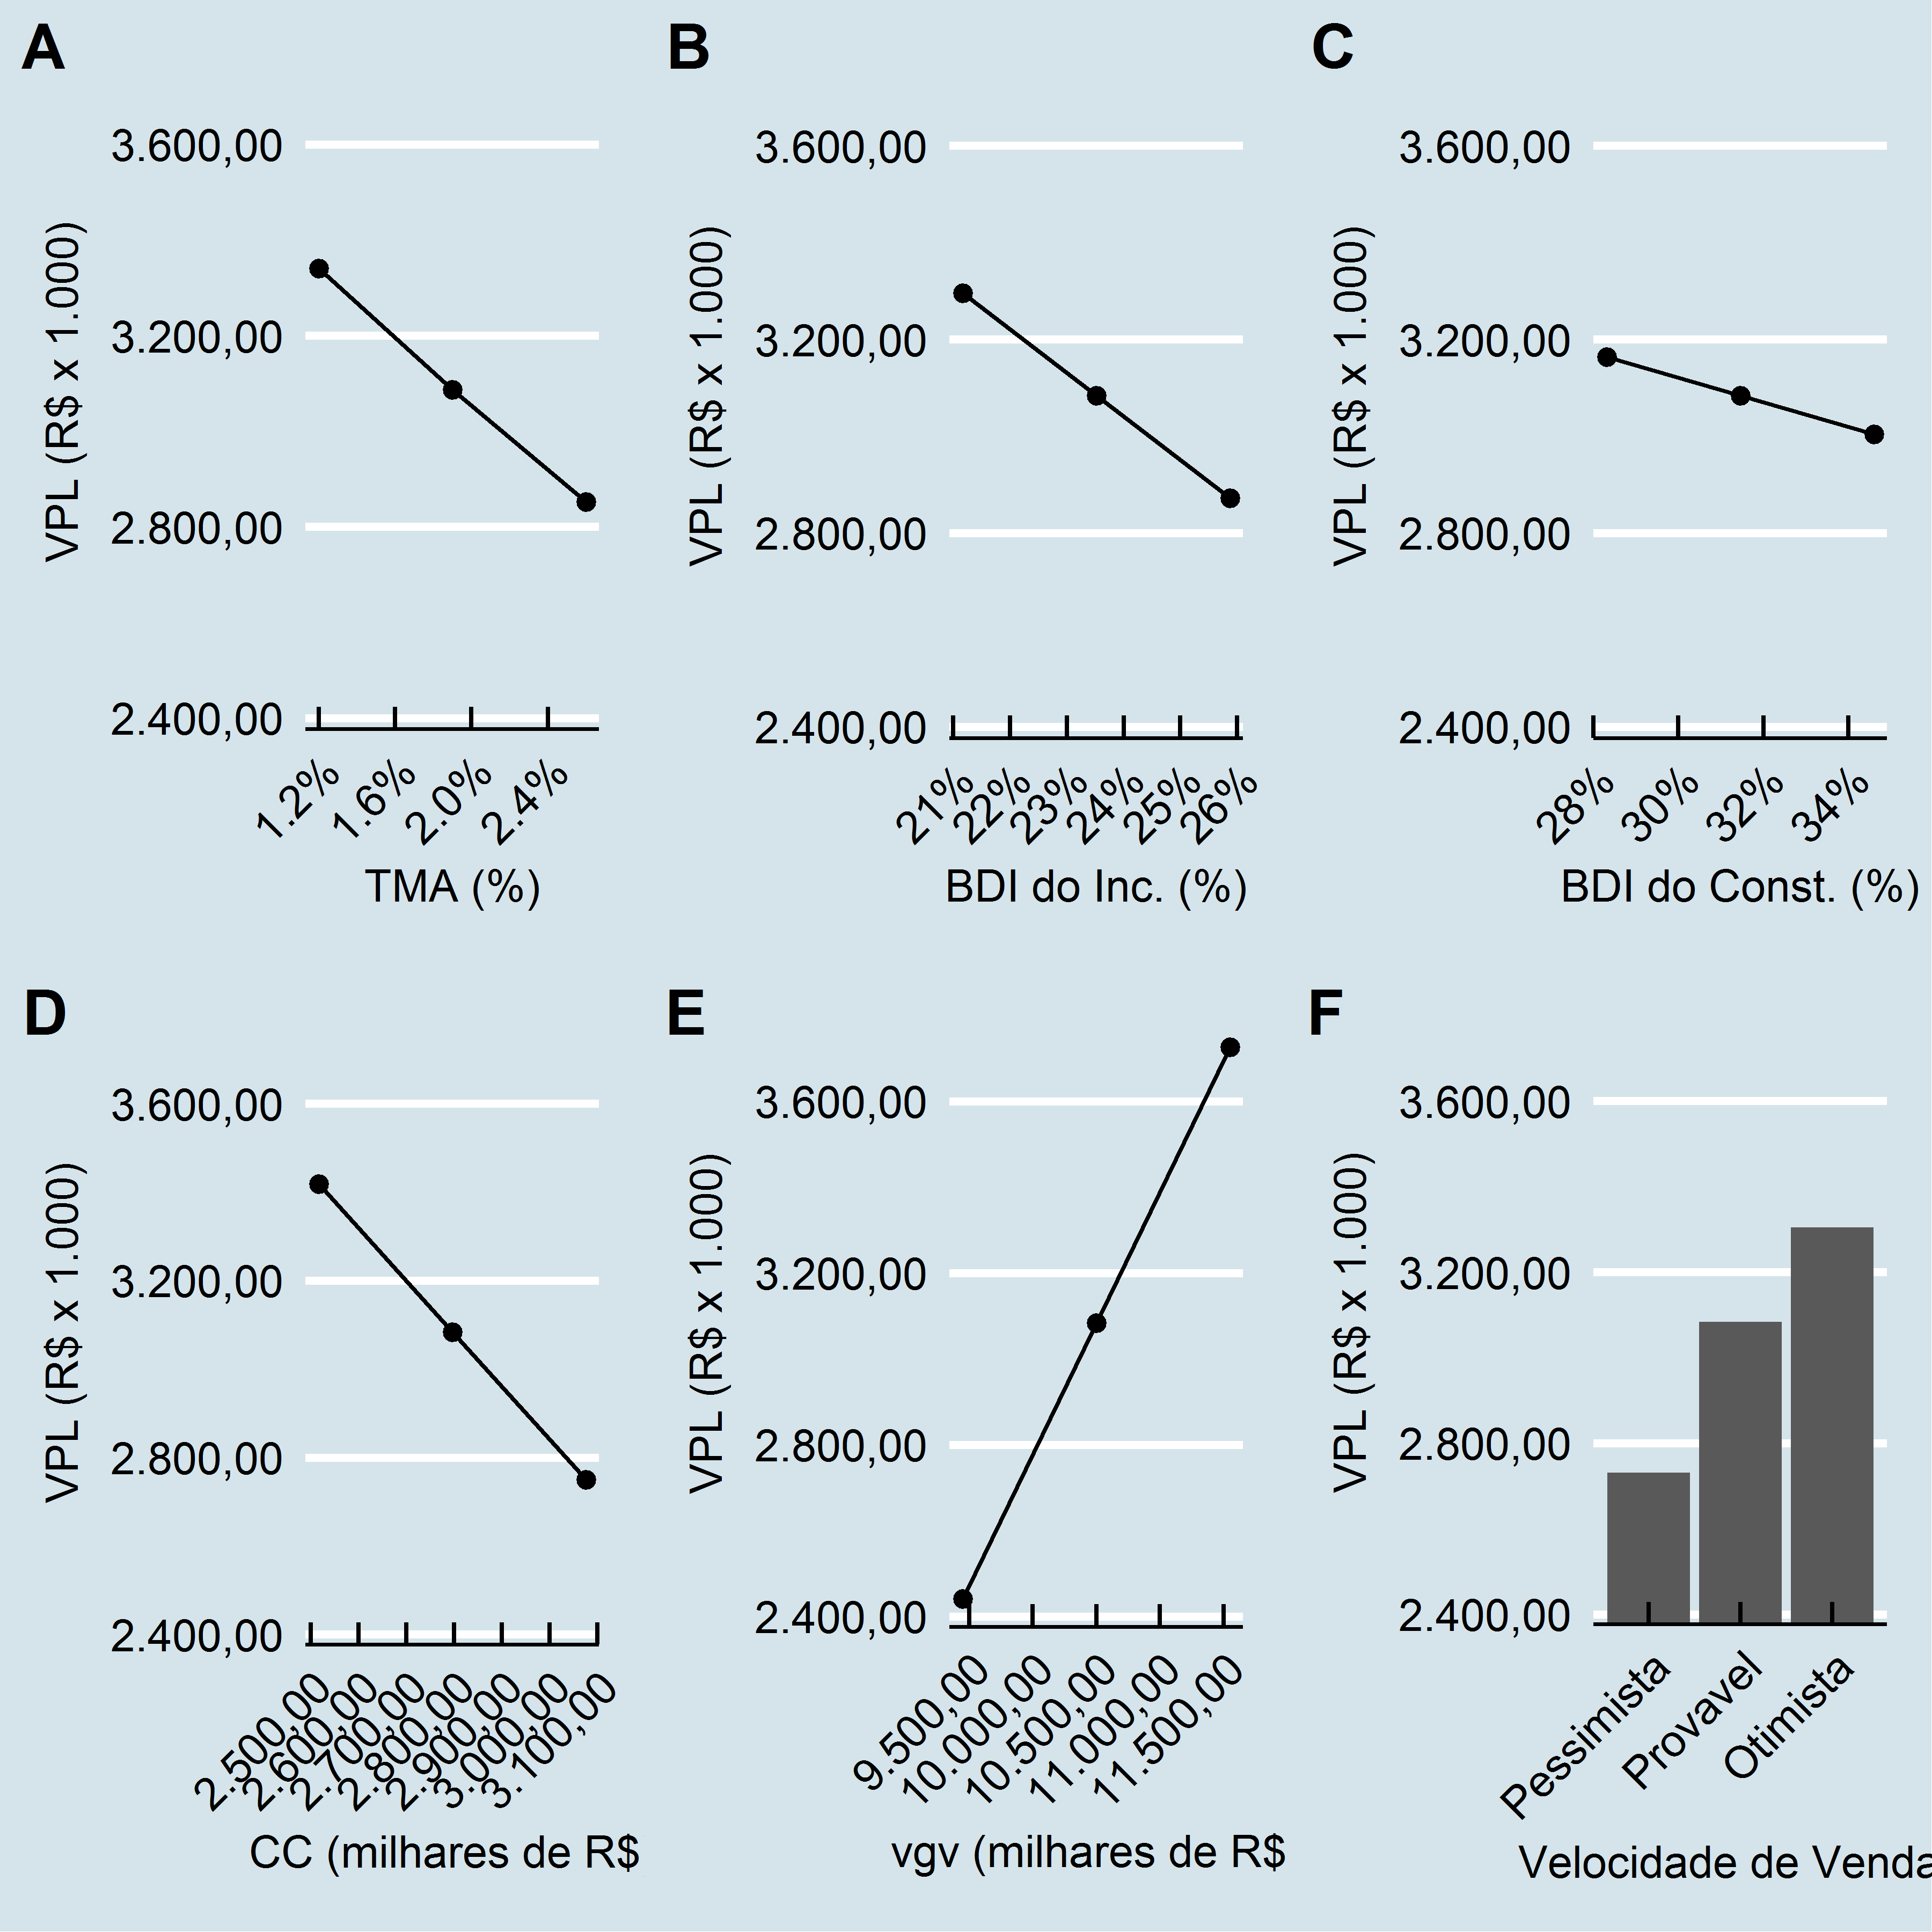 A
3.600,00
3.200,00
2.800,00
2.400,00
VPL (R$ x 1.000)
1.2%
1.6%
2.0%
2.4%
TMA (%)
B
3.600,00
3.200,00
2.800,00
2.400,00
VPL (R$ x 1.000)
21%
22%
23%
24%
25%
26%
BDI do Inc. (%)
C
3.600,00
3.200,00
2.800,00
2.400,00
VPL (R$ x 1.000)
28%
30%
32%
34%
BDI do Const. (%)
D
3.600,00
3.200,00
2.800,00
2.400,00
VPL (R$ x 1.000)
2.500,00
2.600,00
2.700,00
2.800,00
2.900,00
3.000,00
3.100,00
CC (milhares de R$
E
3.600,00
3.200,00
2.800,00
2.400,00
VPL (R$ x 1.000)
9.500,00
10.000,00
10.500,00
11.000,00
11.500,00
vgv (milhares de R$
F
3.600,00
3.200,00
2.800,00
2.400,00
VPL (R$ x 1.000)
Pessimista
Provavel
Otimista
Velocidade de Venda